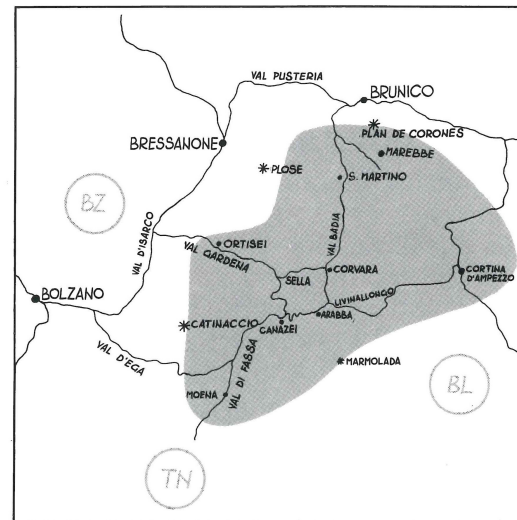 VAL PUSTERIA
BRUNICO
PLAN DE CORONES
MAREBBE
BRESSANONE
PLOSE
S. MARTINO
BZ
VAL D'ISARCO
VAL BADIA
ORTISEI
VAL GARDENA
SELLA
CORVARA
CORTINA
D'AMPEZZO
LIVINALLONGO
BOLZANO
ARABBA
CANAZEI
CATINACCIO
VAL D'EGA
VAL DI FASSA
MARMOLADA
MOENA
BL
TN